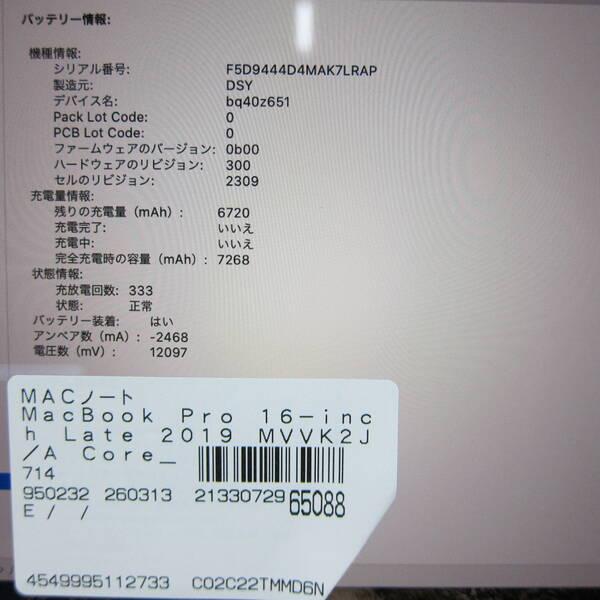 バッテリー情報:
機種情報:
シリアル番号: F5D9444D4MAK7LRAP
製造元: DSY
デバイス名: bq40z651
Pack Lot Code: 0
PCB Lot Code: 0
ファームウェアのバージョン: 0b00
ハードウェアのリビジョン: 300
セルのリビジョン: 2309
充電量情報:
残りの充電量（mAh）: 6720
充電完了: いいえ
充電中: いいえ
完全充電時の容量（mAh）: 7268
状態情報:
充放電回数: 333
状態: 正常
バッテリー装着: はい
アンペア数（mA）: -2468
電圧数（mV）: 12097
MACノート
MacBook Pro 16-inc
h Late 2019 MVVK2J
/A Core_
714
950232 260313 21330729 65088
E / /
4549995112733 C02C22TMMD6N